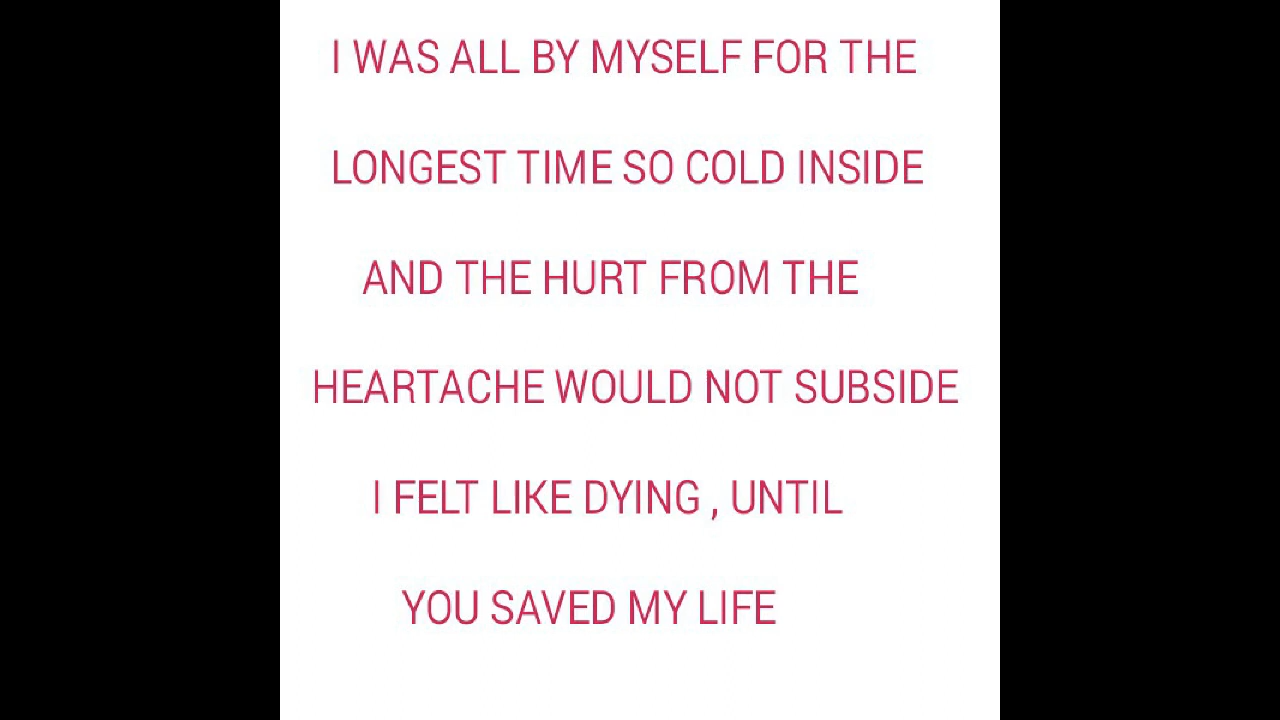 I WAS ALL BY MYSELF FOR THE
LONGEST TIME SO COLD INSIDE
AND THE HURT FROM THE
HEARTACHE WOULD NOT SUBSIDE
I FELT LIKE DYING , UNTIL
YOU SAVED MY LIFE